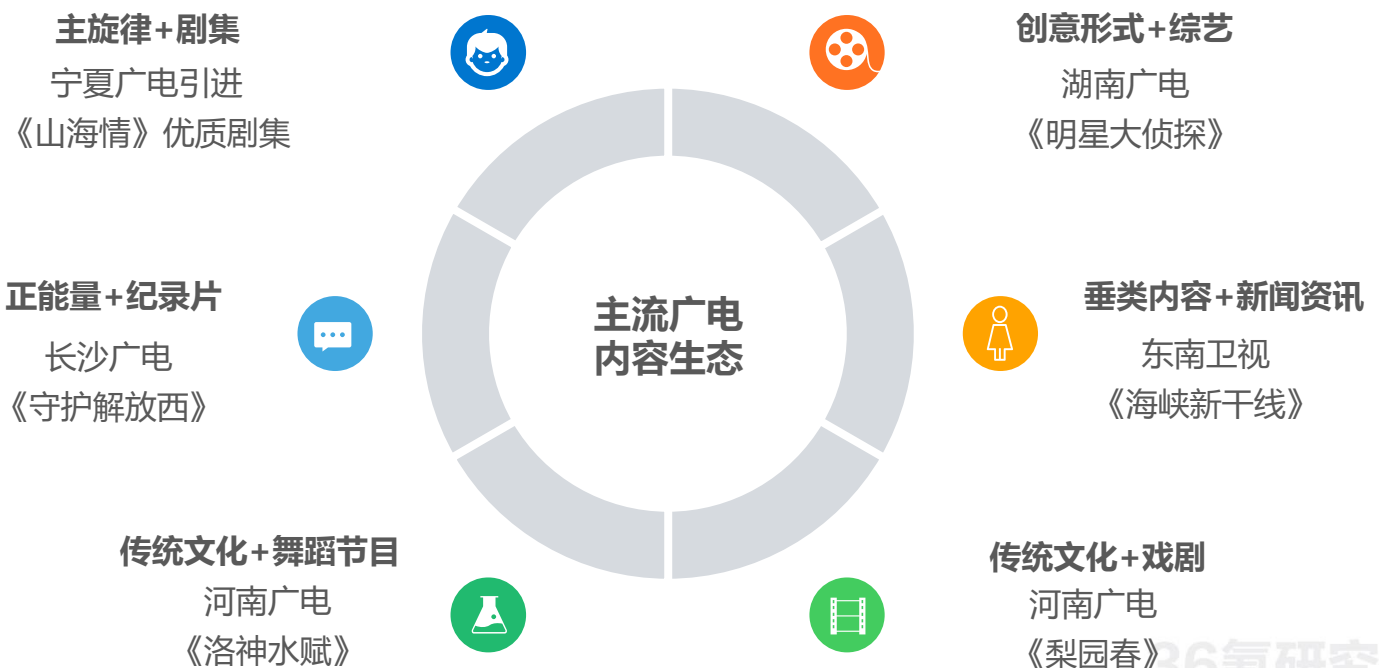 主旋律+剧集
宁夏广电引进
《山海情》优质剧集
创意形式+综艺
湖南广电
《明星大侦探》
正能量+纪录片
长沙广电
《守护解放西》
主流广电
内容生态
垂类内容+新闻资讯
东南卫视
《海峡新干线》
传统文化+舞蹈节目
河南广电
《洛神水赋》
传统文化+戏剧
河南广电
《梨园春》
36氪研究